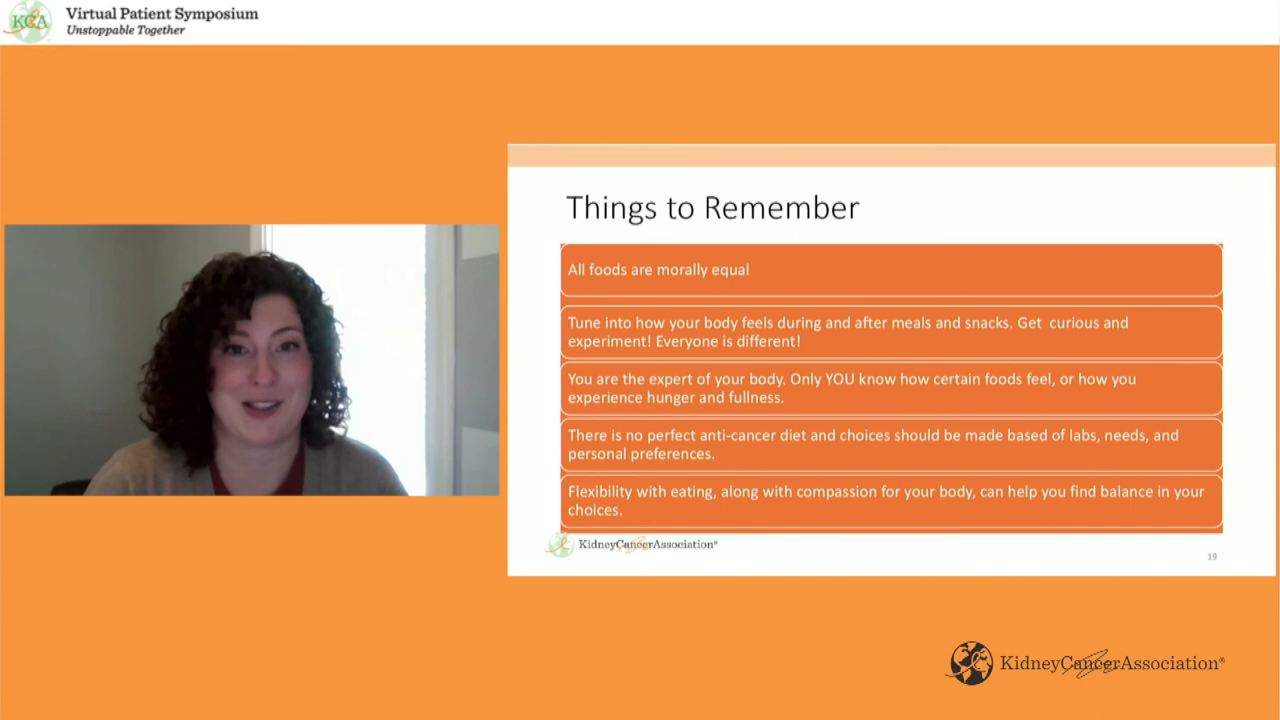 KCA
Virtual Patient Symposium
Unstoppable Together
Things to Remember
All foods are morally equal
Tune into how your body feels during and after meals and snacks. Get  curious and
experiment! Everyone is different!
You are the expert of your body. Only YOU know how certain foods feel, or how you
experience hunger and fullness.
There is no perfect anti-cancer diet and choices should be made based of labs, needs, and
personal preferences.
Flexibility with eating, along with compassion for your body, can help you find balance in your
choices.
KidneyCancerAssociation®
19
KidneyCancerAssociation®